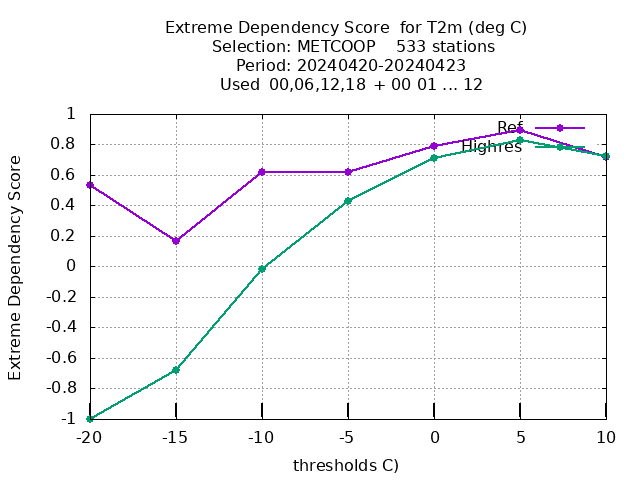 Extreme Dependency Score  for T2m (deg C)
Selection: METCOOP    533 stations
Period: 20240420-20240423
Used  00,06,12,18  + 00 01 ... 12
Extreme Dependency Score
1
0.8
0.6
0.4
0.2
0
-0.2
-0.4
-0.6
-0.8
-1
Ref
Highres
-20 -15 -10 -5 0 5 10
thresholds C)